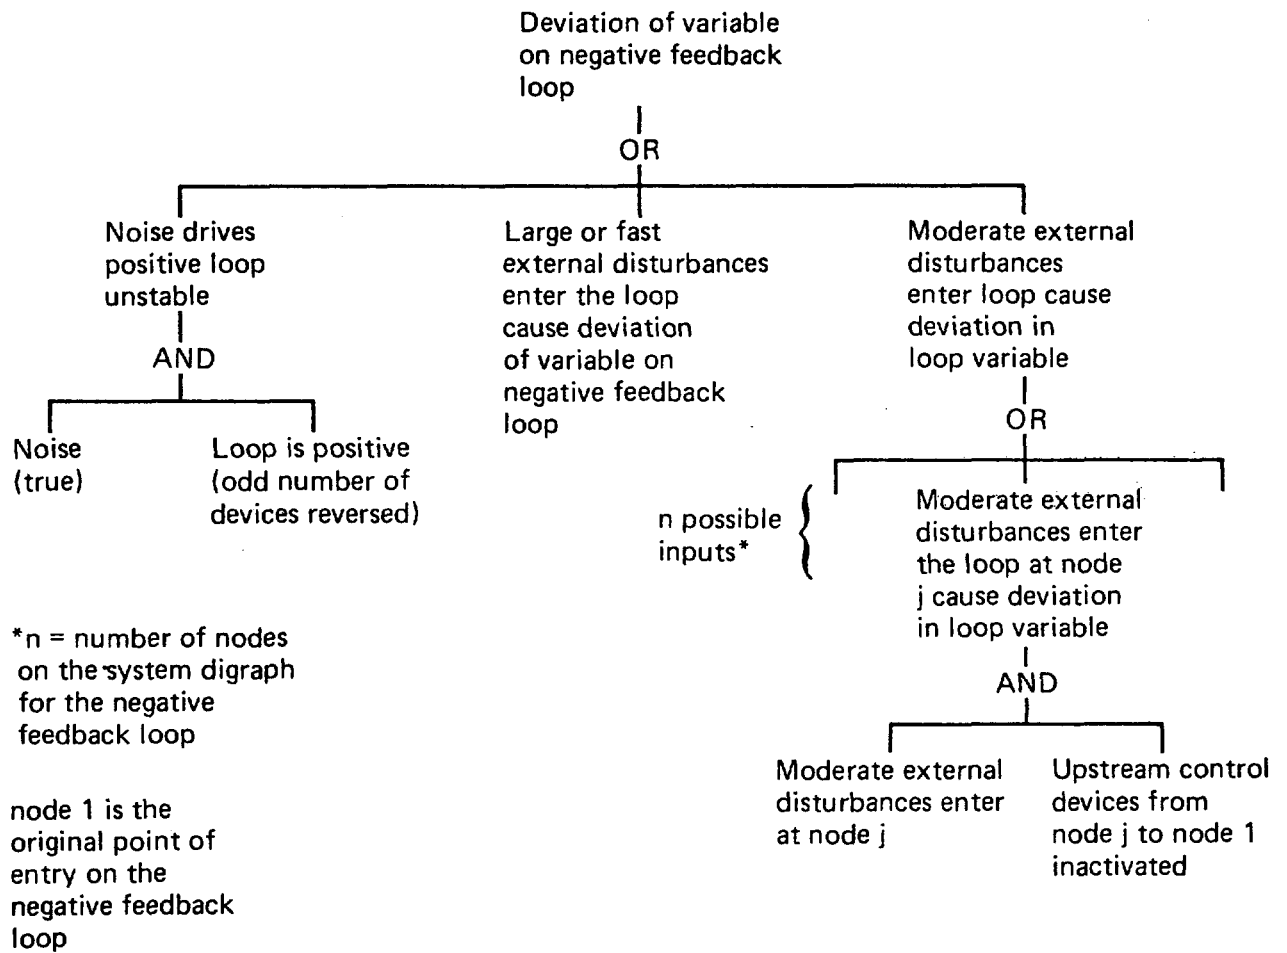 Deviation of variable
on negative feedback
loop
OR
Noise drives
positive loop
unstable
AND
Noise
(true)
Loop is positive
(odd number of
devices reversed)
Large or fast
external disturbances
enter the loop
cause deviation
of variable on
negative feedback
loop
Moderate external
disturbances
enter loop cause
deviation in
loop variable
OR
n possible
inputs*
Moderate external
disturbances enter
the loop at node
j cause deviation
in loop variable
AND
Moderate external
disturbances enter
at node j
Upstream control
devices from
node j to node 1
inactivated
*n = number of nodes
on the system digraph
for the negative
feedback loop
node 1 is the
original point of
entry on the
negative feedback
loop